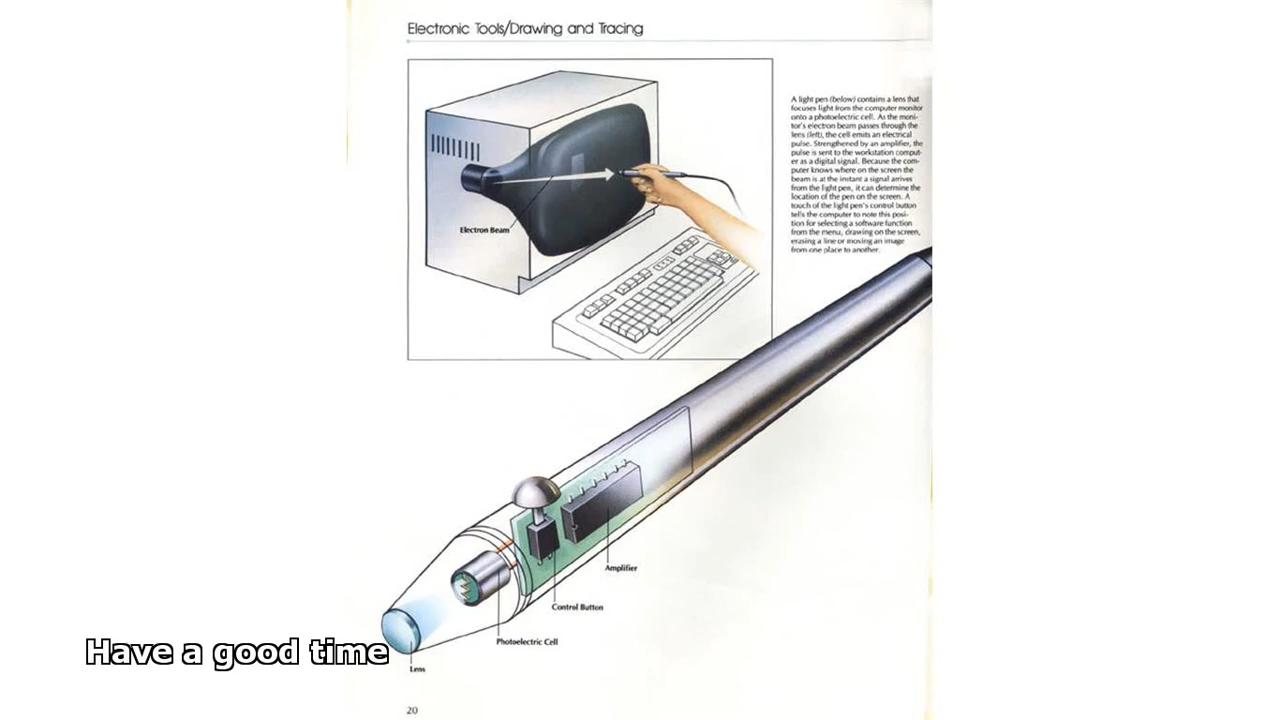 Electronic Tools/Drawing and Tracing
A light pen (below) contains a lens that
focuses light from the computer monitor
onto a photoelectric cell. As the moni-
tor's electron beam passes through the
lens (left), the cell emits an electrical
pulse. Strengthened by an amplifier, the
pulse is sent to the workstation comput-
er as a digital signal. Because the com-
puter knows where on the screen the
beam is at the instant a signal arrives
from the light pen, it can determine the
location of the pen on the screen. A
touch of the light pen's control button
tells the computer to note this posi-
tion for selecting a software function
from the menu, drawing on the screen,
erasing a line or moving an image
from one place to another.
Electron Beam
Amplifier
Control Button
Photoelectric Cell
Have a good time
Lens
20